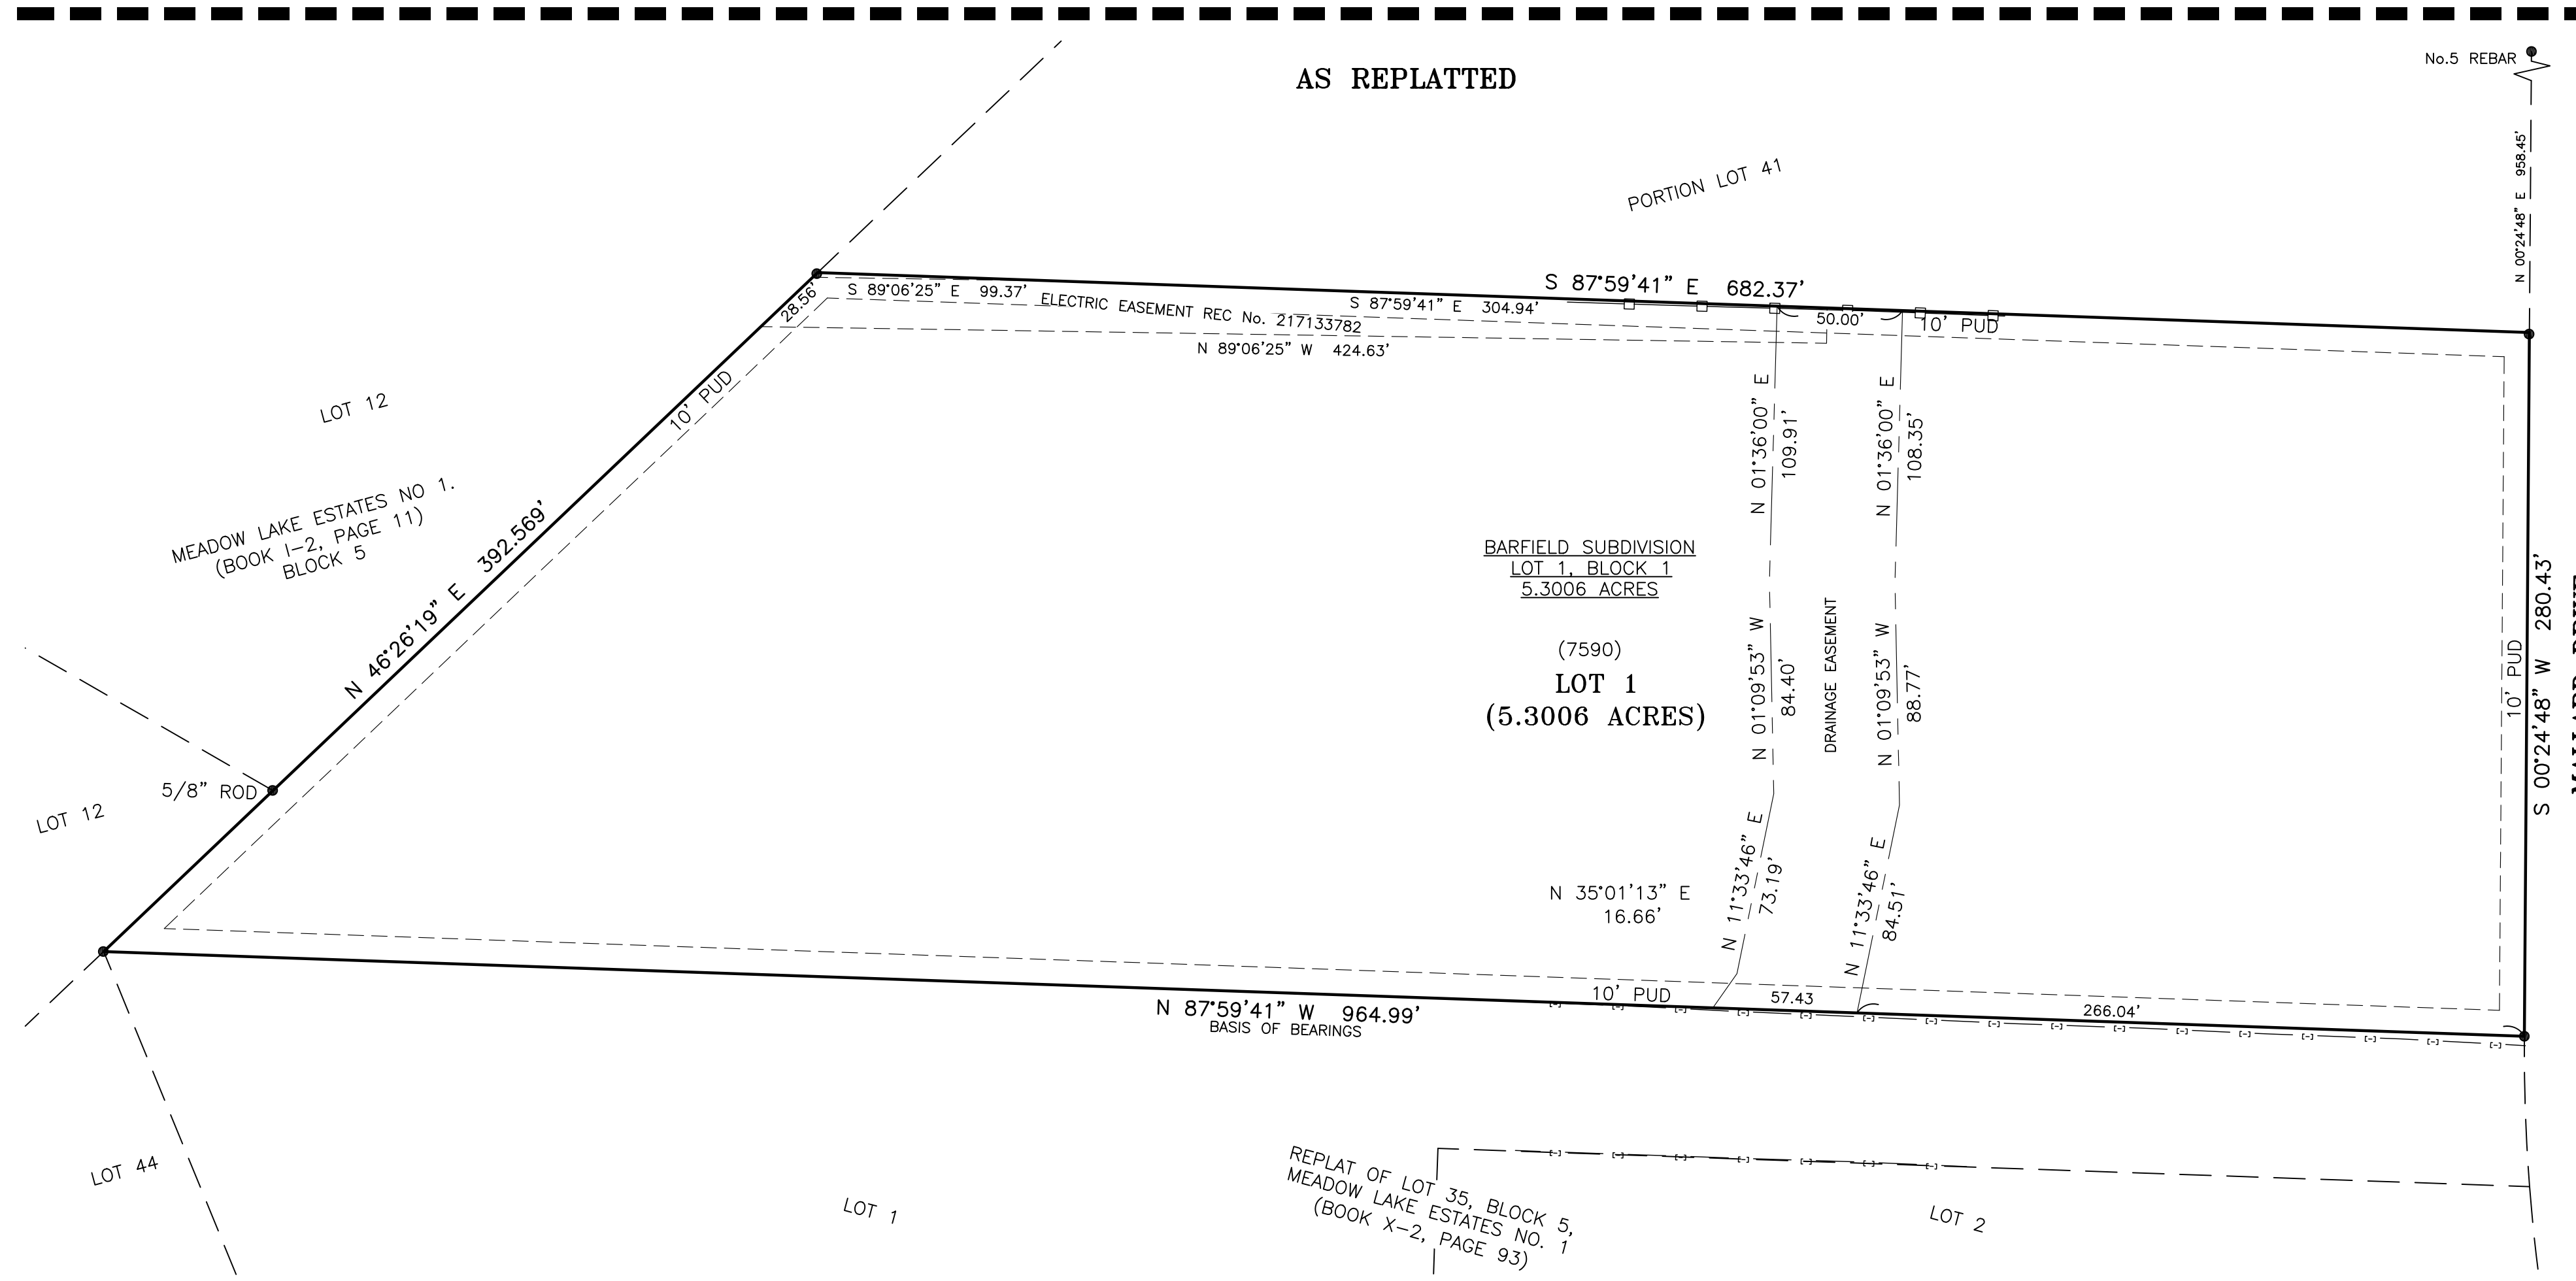 AS REPLATTED
No.5 REBAR
N 00°24'48" E 958.45'
PORTION LOT 41
S 87°59'41" E 682.37'
S 89°06'25" E 99.37'
ELECTRIC EASEMENT REC No. 217133782
S 87°59'41" E 304.94'
50.00'
10' PUD
28.56'
N 89°06'25" W 424.63'
10' PUD
LOT 12
MEADOW LAKE ESTATES NO 1.
(BOOK I-2, PAGE 11)
BLOCK 5
N 46°26'19" E 392.569'
N 01°36'00" E
109.91'
N 01°36'00" E
108.35'
BARFIELD SUBDIVISION
LOT 1, BLOCK 1
5.3006 ACRES
(7590)
LOT 1
(5.3006 ACRES)
N 01°09'53" W
84.40'
DRAINAGE EASEMENT
N 01°09'53" W
88.77'
10' PUD
S 00°24'48" W 280.43'
5/8" ROD
LOT 12
N 35°01'13" E
16.66'
N 11°33'46" E
73.19'
N 11°33'46" E
84.51'
10' PUD
57.43
266.04'
N 87°59'41" W 964.99'
BASIS OF BEARINGS
LOT 44
LOT 1
REPLAT OF LOT 35, BLOCK 5,
MEADOW LAKE ESTATES NO. 1
(BOOK X-2, PAGE 93)
LOT 2